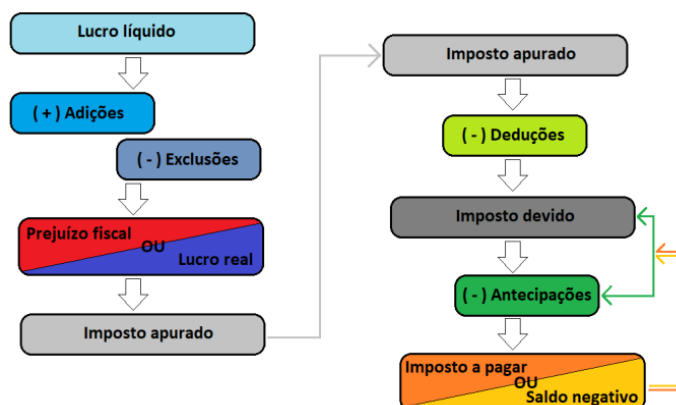 Lucro líquido
( + ) Adições
( - ) Exclusões
Prejuízo fiscal
OU
Lucro real
Imposto apurado
Imposto apurado
( - ) Deduções
Imposto devido
( - ) Antecipações
Imposto a pagar
OU
Saldo negativo